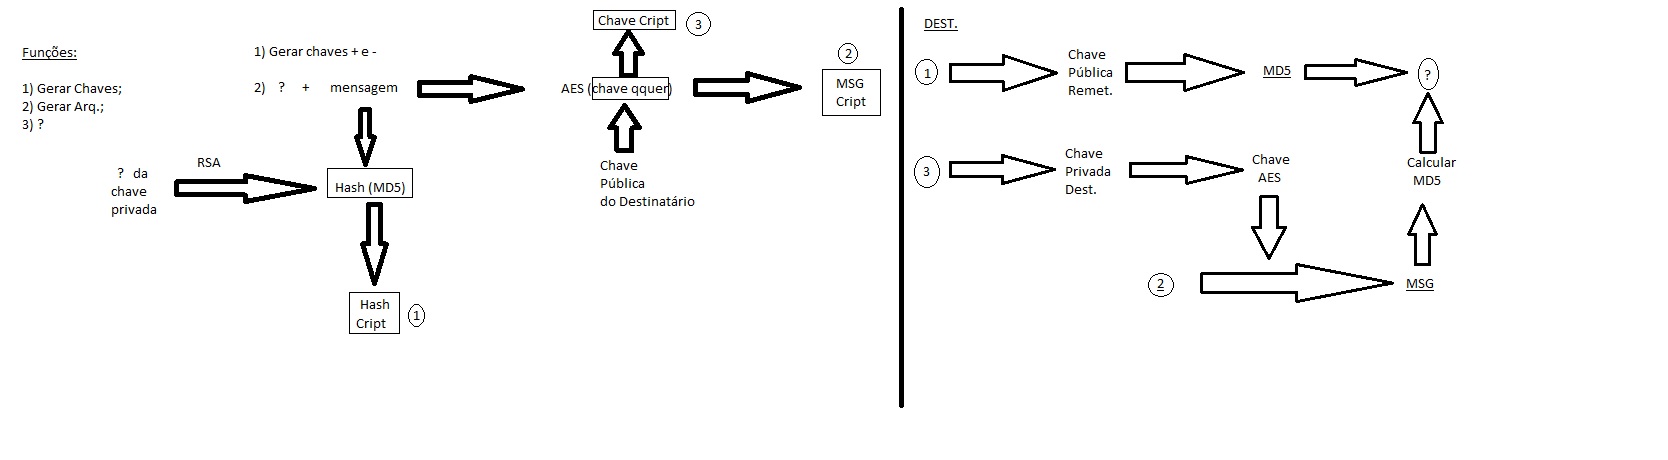 Funções:
1) Gerar Chaves;
2) Gerar Arq.;
3) ?
1) Gerar chaves + e -
2) ? + mensagem
RSA
? da
chave
privada
Hash (MD5)
Hash
Cript
1
Chave Cript
3
AES (chave qquer)
Chave
Pública
do Destinatário
2
MSG
Cript
DEST.
1
Chave
Pública
Remet.
MD5
?
3
Chave
Privada
Dest.
Chave
AES
Calcular
MD5
2
MSG